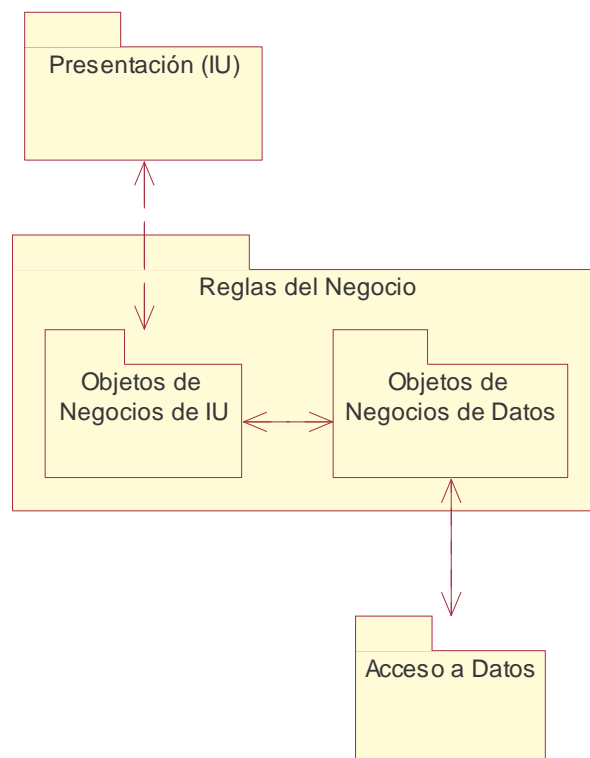 Presentación (IU)
Reglas del Negocio
Objetos de
Negocios de IU
Objetos de
Negocios de Datos
Acceso a Datos